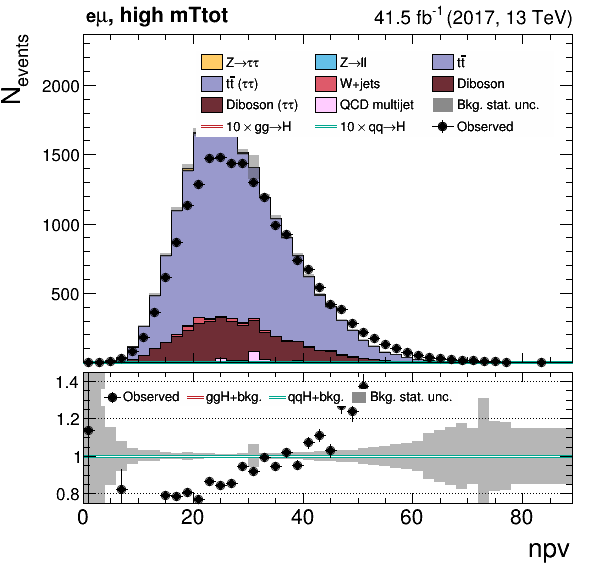 eμ, high mTtot 41.5 fb⁻¹ (2017, 13 TeV)
N_events
Z→ττ Z→ll tt̄
tt̄ (ττ) W+jets Diboson
Diboson (ττ) QCD multijet Bkg. stat. unc.
10 × gg→H 10 × qq→H Observed
2000
1500
1000
500
Observed ggH+bkg. qqH+bkg. Bkg. stat. unc.
1.4
1.2
1
0.8
0 20 40 60 80
npv